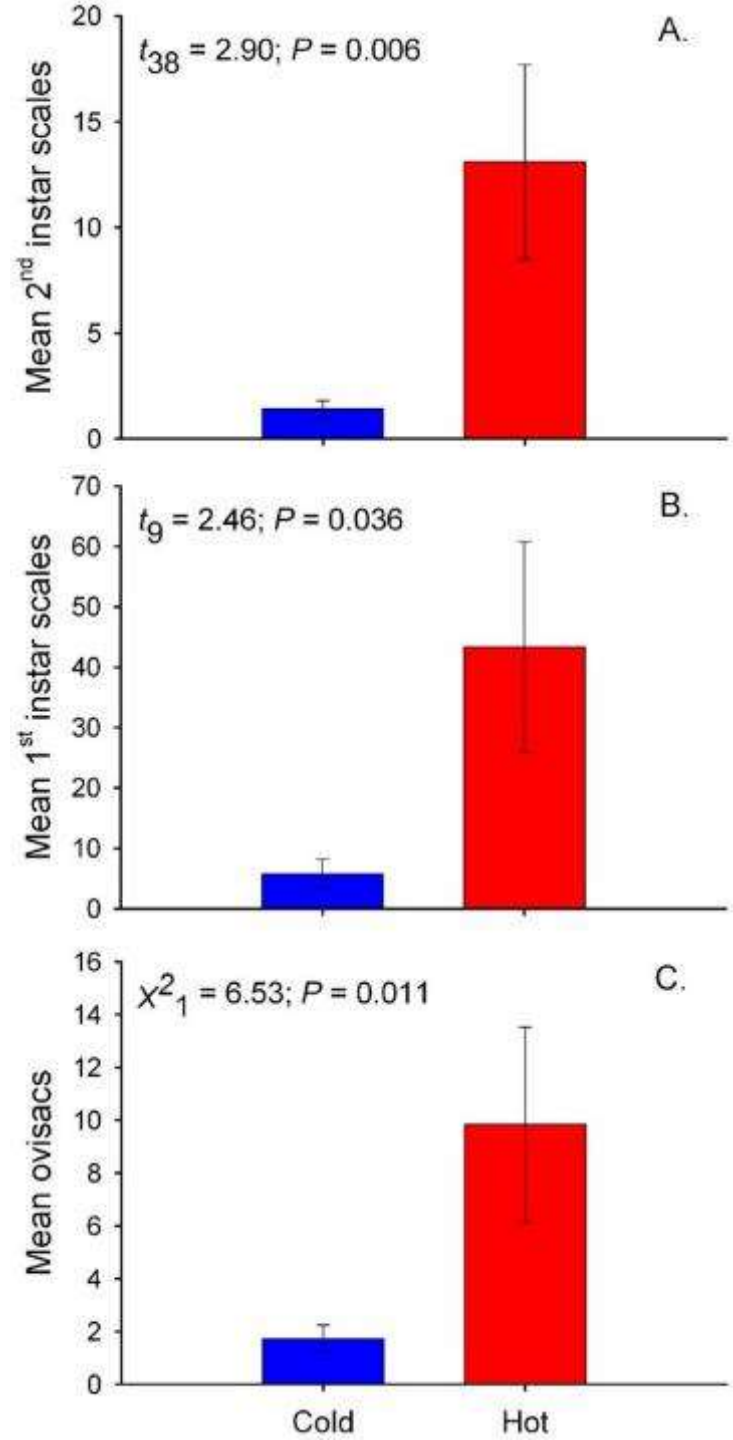 20
A.
t38 = 2.90; P = 0.006
15
10
5
0
Mean 2nd instar scales
70
B.
t9 = 2.46; P = 0.036
60
50
40
30
20
10
0
Mean 1st instar scales
16
C.
X21 = 6.53; P = 0.011
14
12
10
8
6
4
2
0
Mean ovisacs
Cold Hot